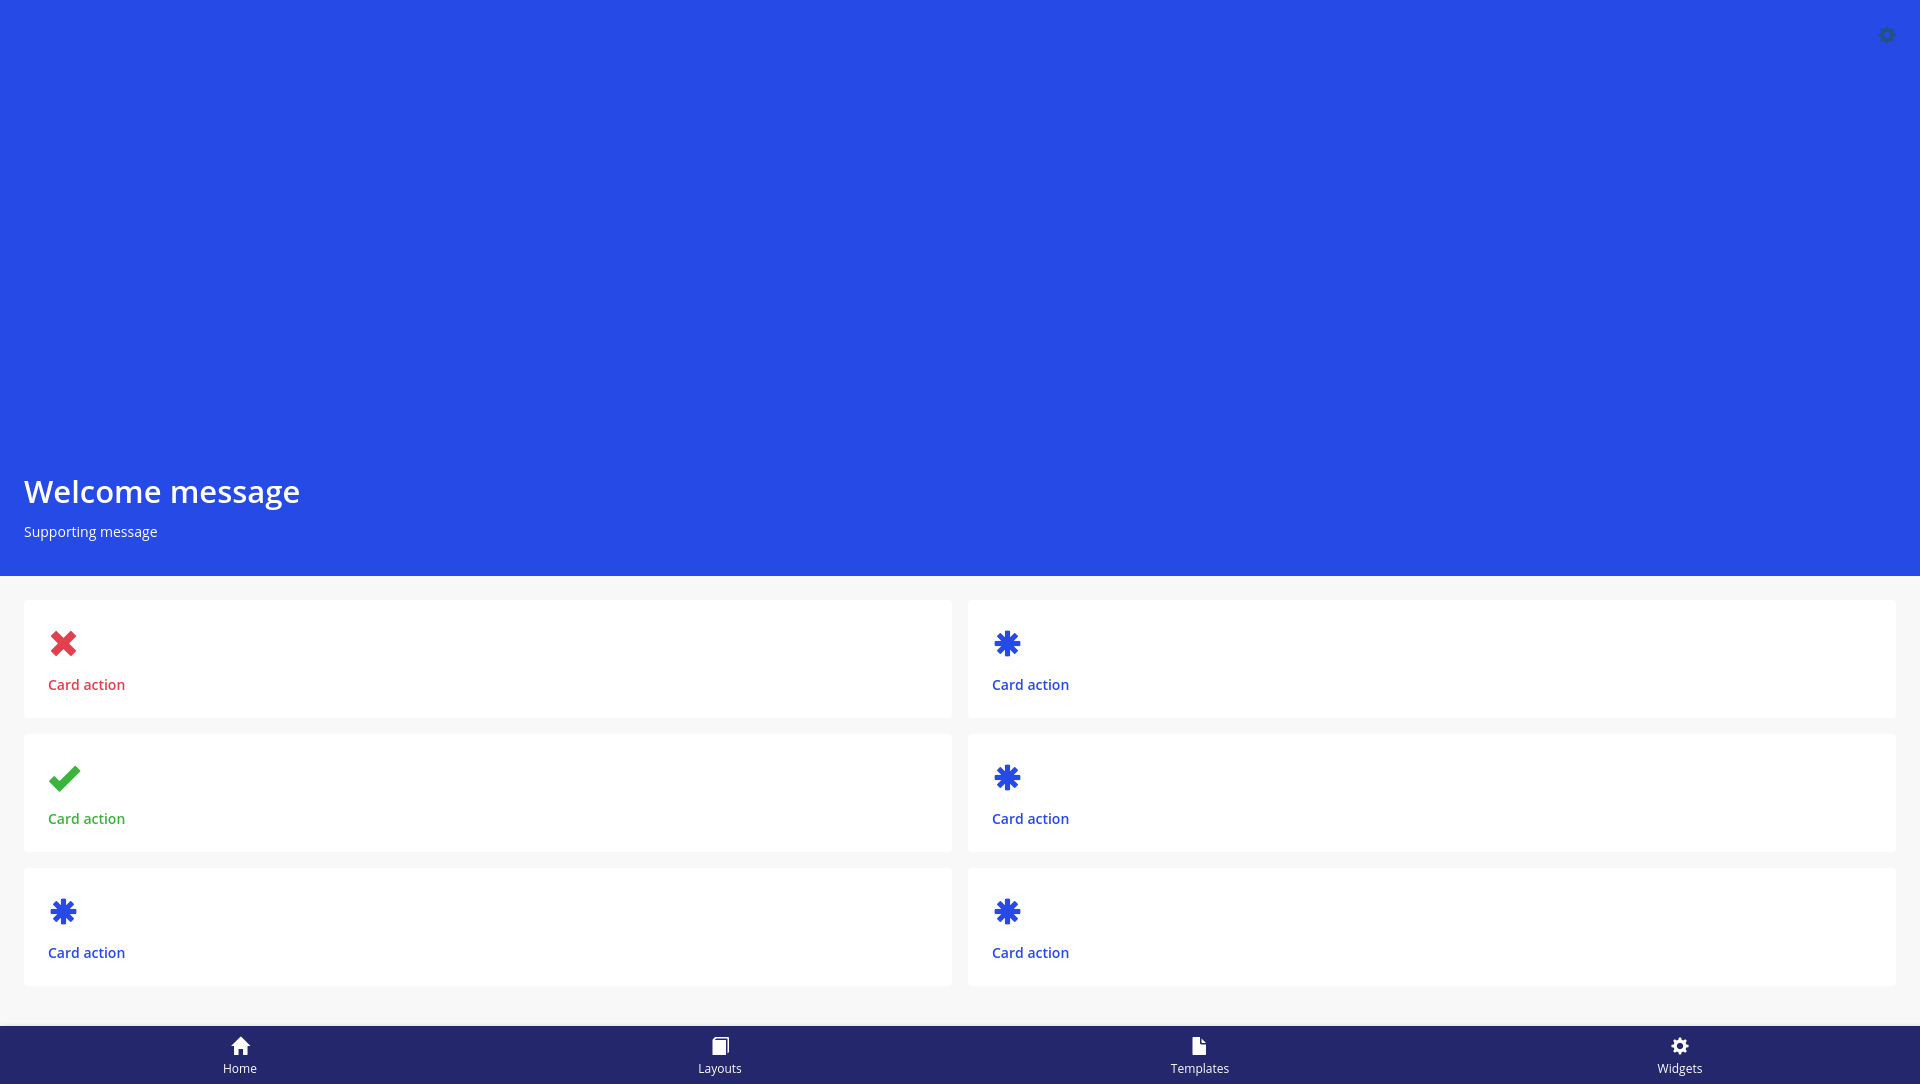 Welcome message
Supporting message
Card action
Card action
Card action
Card action
Card action
Card action
Home
Layouts
Templates
Widgets